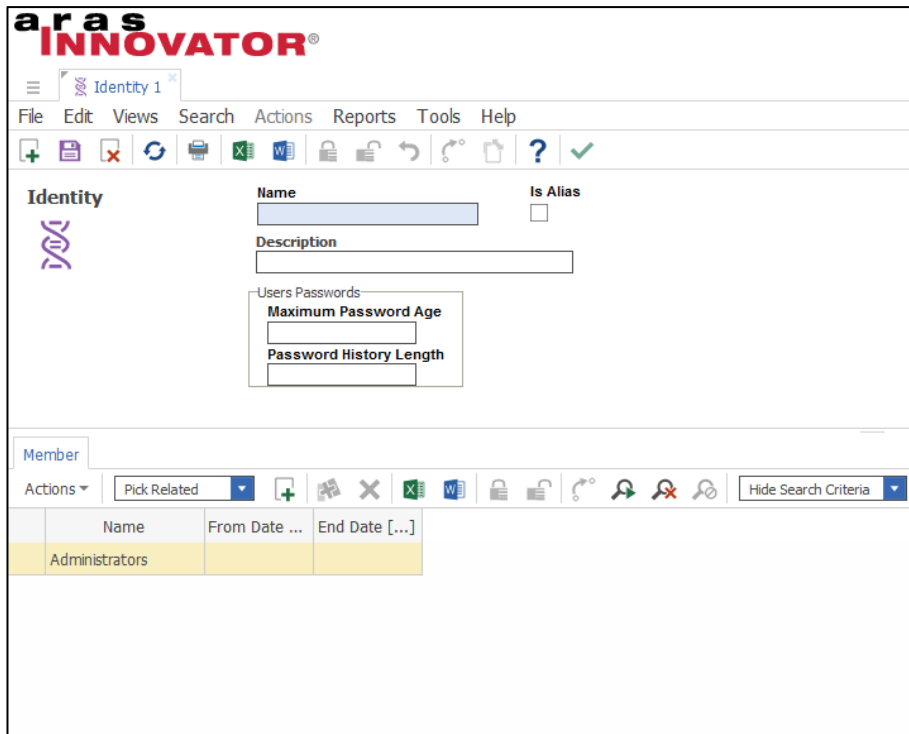 aras
INNOVATOR®
Identity 1
File Edit Views Search Actions Reports Tools Help
Identity
Name
Is Alias
Description
Users Passwords
Maximum Password Age
Password History Length
Member
Actions Pick Related Hide Search Criteria
Name From Date ... End Date [...]
Administrators